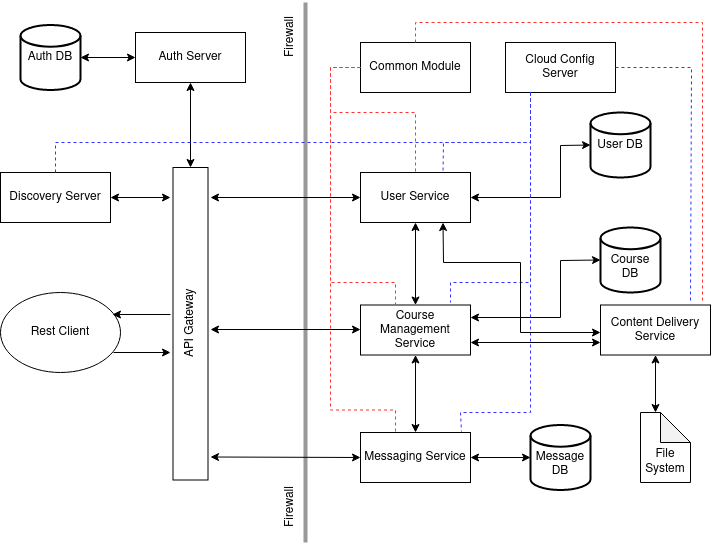 Firewall
Auth DB
Auth Server
Common Module
Cloud Config
Server
User DB
Discovery Server
User Service
Course
DB
API Gateway
Rest Client
Course
Management
Service
Content Delivery
Service
Messaging Service
Message
DB
File
System
Firewall